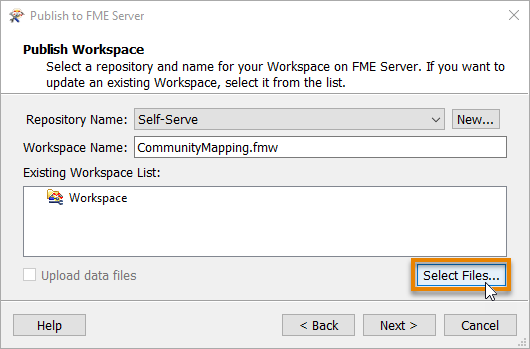 Publish to FME Server
Publish Workspace
Select a repository and name for your Workspace on FME Server. If you want to
update an existing Workspace, select it from the list.
Repository Name: Self-Serve New...
Workspace Name: CommunityMapping.fmw
Existing Workspace List:
Workspace
Upload data files Select Files...
Help < Back Next > Cancel